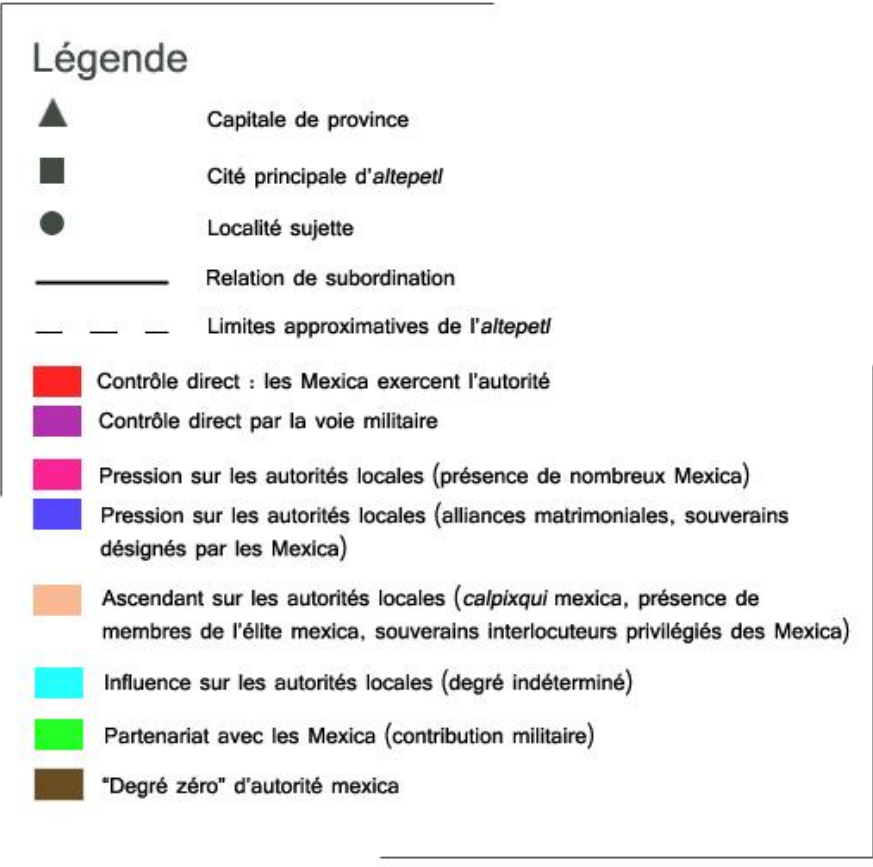 Légende
Capitale de province
Cité principale d'altepetl
Localité sujette
Relation de subordination
Limites approximatives de l'altepetl
Contrôle direct : les Mexica exercent l'autorité
Contrôle direct par la voie militaire
Pression sur les autorités locales (présence de nombreux Mexica)
Pression sur les autorités locales (alliances matrimoniales, souverains
désignés par les Mexica)
Ascendant sur les autorités locales (calpixqui mexica, présence de
membres de l'élite mexica, souverains interlocuteurs privilégiés des Mexica)
Influence sur les autorités locales (degré indéterminé)
Partenariat avec les Mexica (contribution militaire)
"Degré zéro" d'autorité mexica